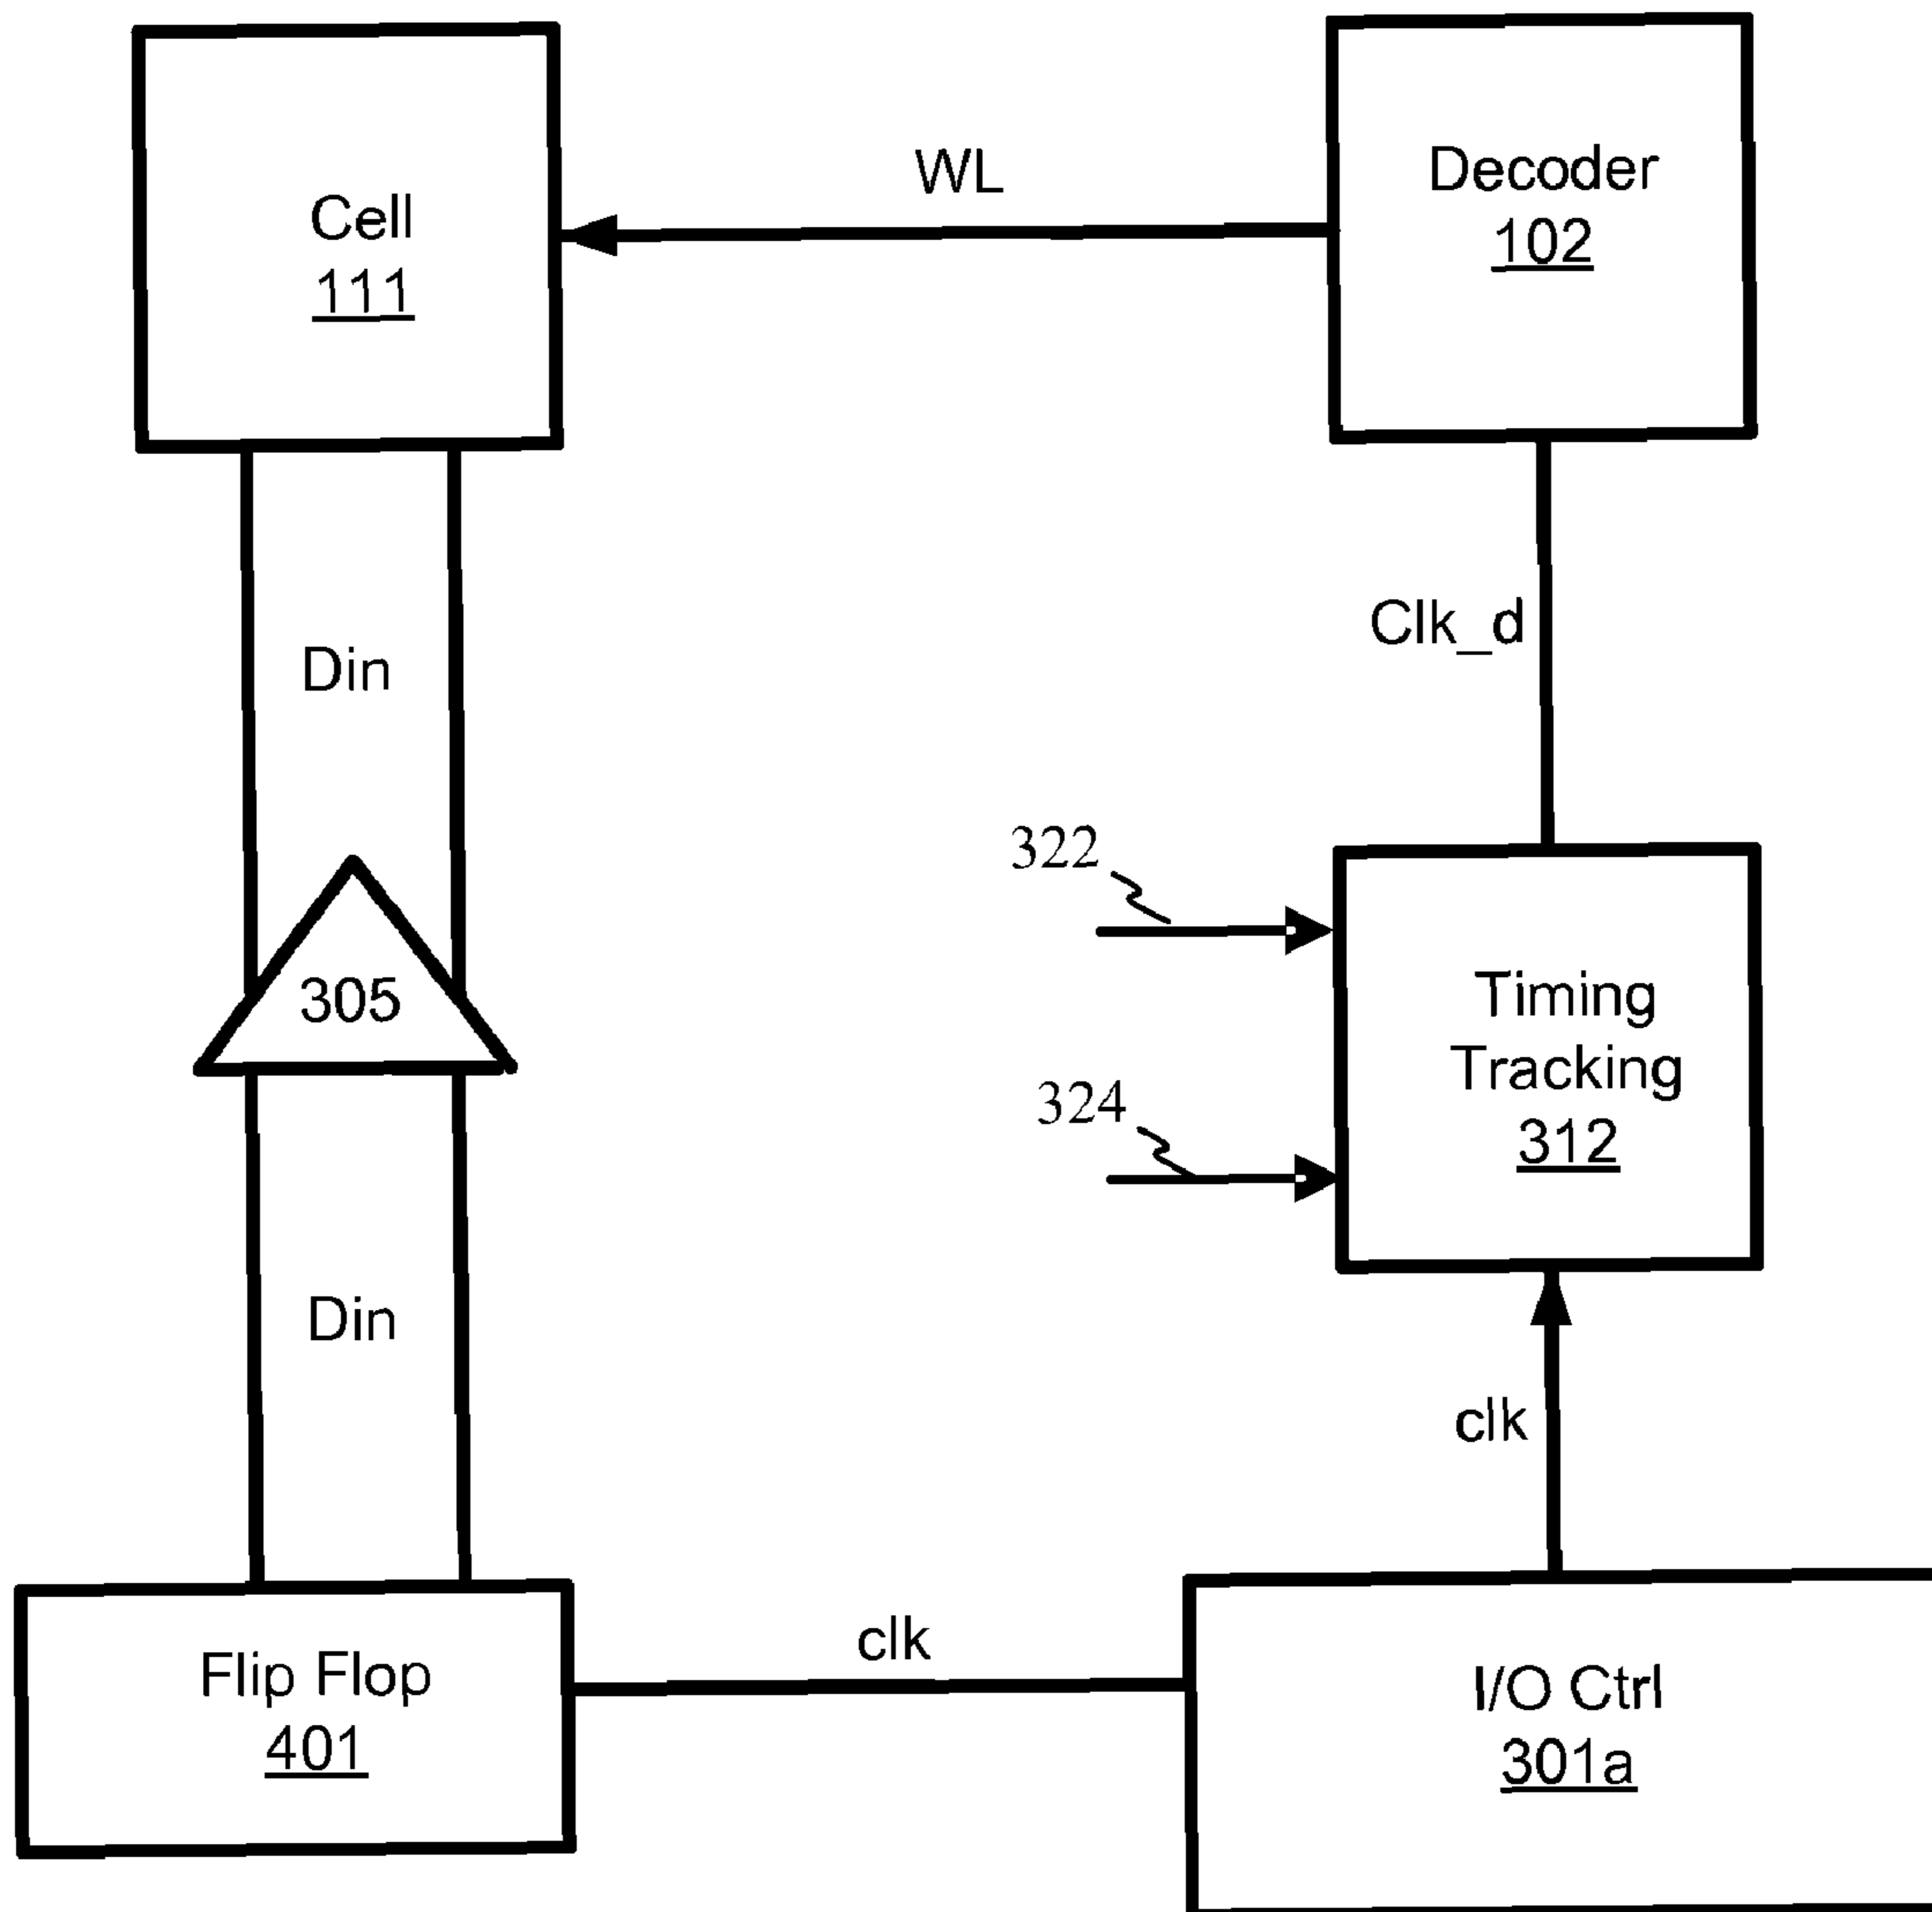 Cell
111
WL
Decoder
102
Din
Clk_d
322
305
Timing
Tracking
312
324
Din
clk
Flip Flop
401
clk
I/O Ctrl
301a